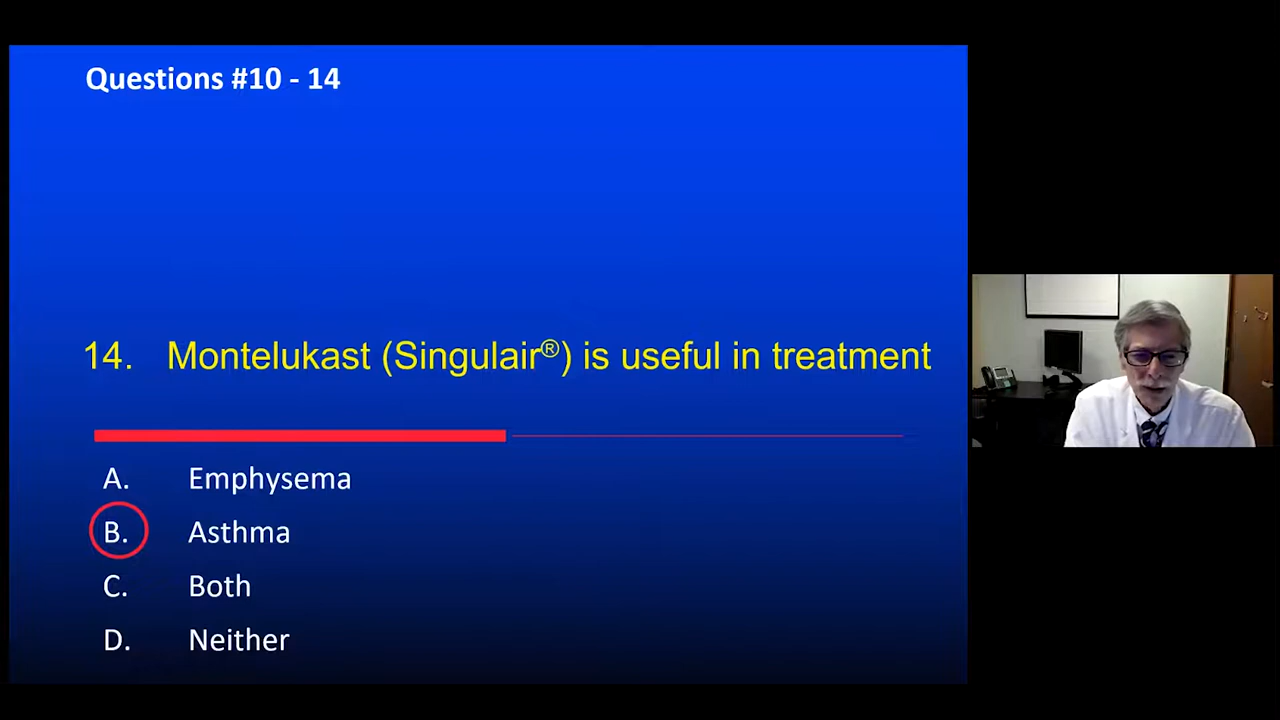 Questions #10 - 14
14. Montelukast (Singulair®) is useful in treatment
A. Emphysema
B. Asthma
C. Both
D. Neither